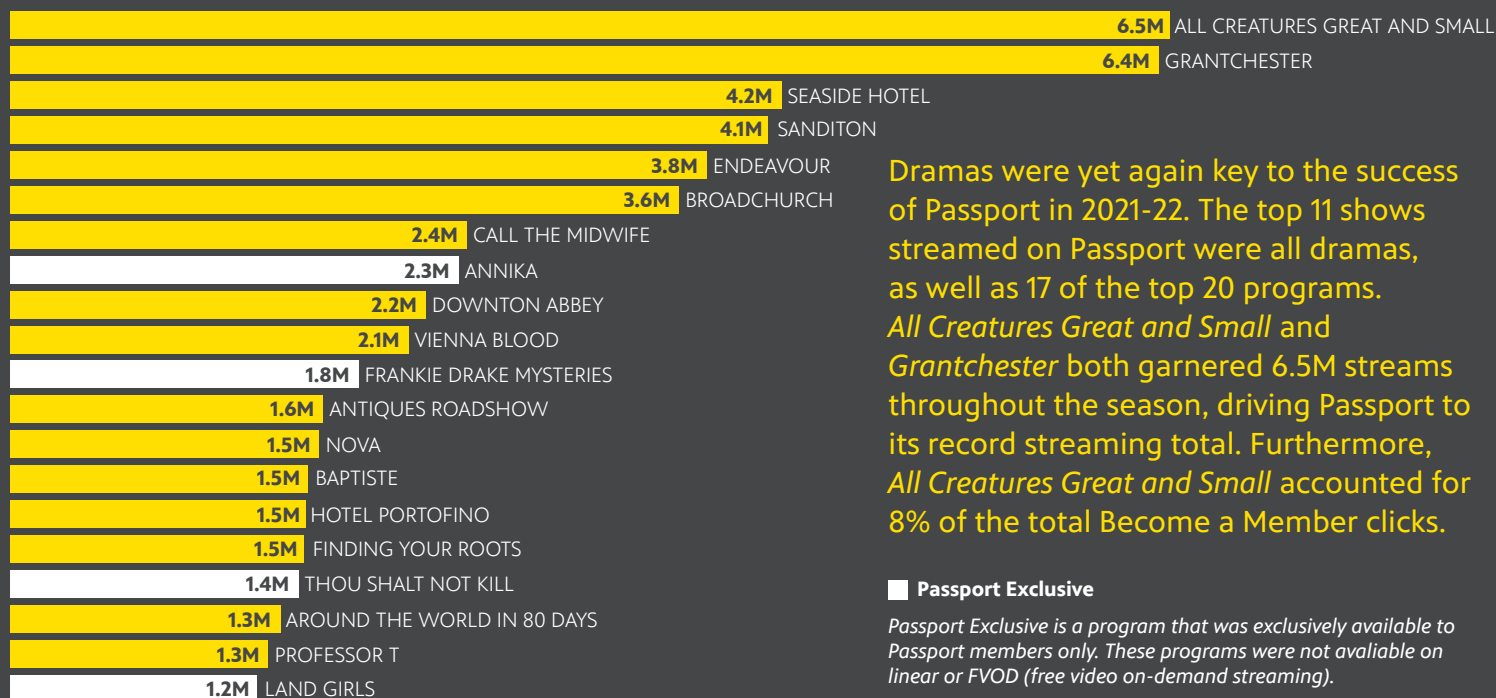 6.5M ALL CREATURES GREAT AND SMALL
6.4M GRANTCHESTER
4.2M SEASIDE HOTEL
4.1M SANDITON
3.8M ENDEAVOUR
3.6M BROADCHURCH
2.4M CALL THE MIDWIFE
2.3M ANNIKA
2.2M DOWNTON ABBEY
2.1M VIENNA BLOOD
1.8M FRANKIE DRAKE MYSTERIES
1.6M ANTIQUES ROADSHOW
1.5M NOVA
1.5M BAPTISTE
1.5M HOTEL PORTOFINO
1.5M FINDING YOUR ROOTS
1.4M THOU SHALT NOT KILL
1.3M AROUND THE WORLD IN 80 DAYS
1.3M PROFESSOR T
1.2M LAND GIRLS
Dramas were yet again key to the success
of Passport in 2021-22. The top 11 shows
streamed on Passport were all dramas,
as well as 17 of the top 20 programs.
All Creatures Great and Small and
Grantchester both garnered 6.5M streams
throughout the season, driving Passport to
its record streaming total. Furthermore,
All Creatures Great and Small accounted for
8% of the total Become a Member clicks.
Passport Exclusive
Passport Exclusive is a program that was exclusively available to
Passport members only. These programs were not avaliable on
linear or FVOD (free video on-demand streaming).